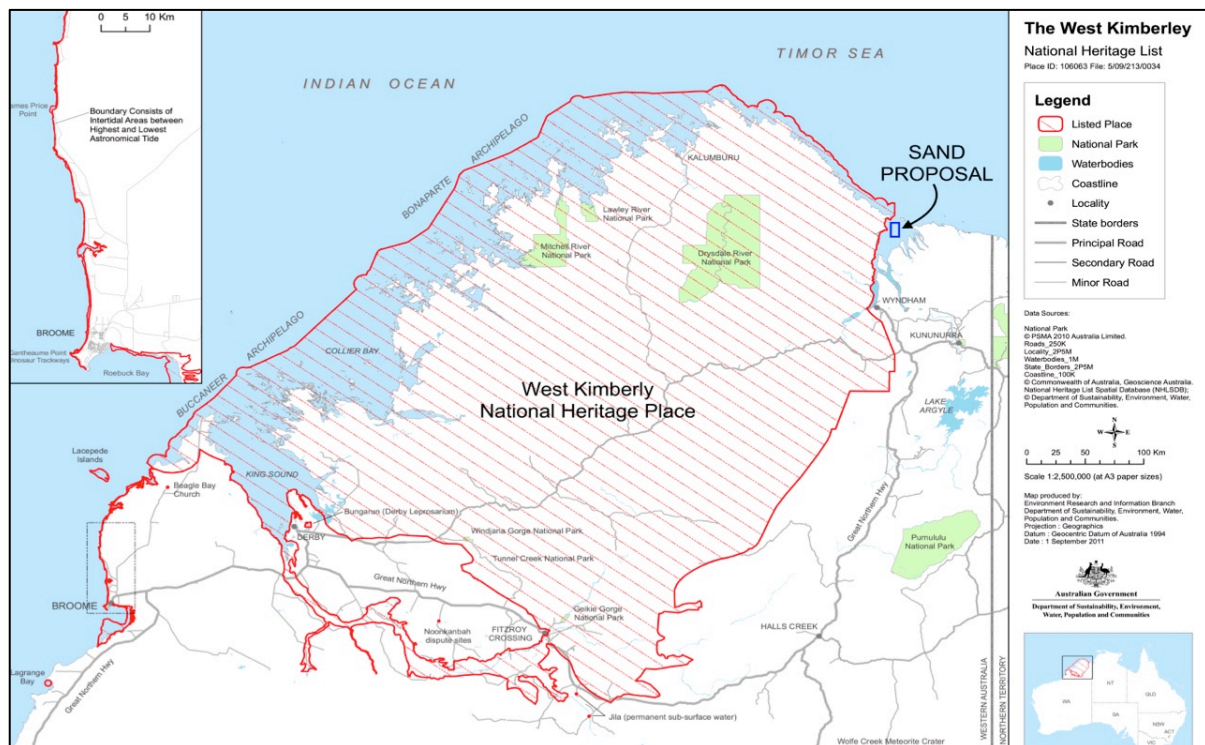 0 5 10 Km
ames Price
Point
Boundary Consists of
Intertidal Areas between
Highest and Lowest
Astronomical Tide
BROOME
Gantheaume Point
Dinosaur Trackways
Roebuck Bay
INDIAN OCEAN
TIMOR SEA
BONAPARTE ARCHIPELAGO
BUCCANEER ARCHIPELAGO
KALUMBURU
SAND
PROPOSAL
Lawley River
National Park
Mitchell River
National Park
Drysdale River
National Park
WYNDHAM
KUNUNURRA
COLLIER BAY
West Kimberly
National Heritage Place
LAKE
ARGYLE
Lacepede
Islands
KING SOUND
Beagle Bay
Church
Bungarun (Derby Leprosarium)
DERBY
Windjana Gorge National Park
Tunnel Creek National Park
Great Northern Hwy
Great Northern Hwy
Purnululu
National Park
BROOME
Geikie Gorge
National Park
Noonkanbah
dispute sites
FITZROY
CROSSING
HALLS CREEK
Lagrange
Bay
Great Northern Hwy
Jila (permanent sub-surface water)
Wolfe Creek Meteorite Crater
WESTERN AUSTRALIA
NORTHERN TERRITORY
The West Kimberley
National Heritage List
Place ID: 106063 File: 5/09/213/0034
Legend
Listed Place
National Park
Waterbodies
Coastline
Locality
State borders
Principal Road
Secondary Road
Minor Road
Data Sources:
National Park
© PSMA 2010 Australia Limited.
Roads_250K
Locality_2P5M
Waterbodies_1M
State_Borders_2P5M
Coastline_100K
© Commonwealth of Australia, Geoscience Australia.
National Heritage List Spatial Database (NHLSDB);
© Department of Sustainability, Environment, Water,
Population and Communities.
N
W E
S
0 50 100 Km
Scale 1:2,500,000 (at A3 paper sizes)
Map produced by:
Environment Research and Information Branch
Department of Sustainability, Environment, Water,
Population and Communities.
Projection : Geographics
Datum : Geocentric Datum of Australia 1994
Date : 1 September 2011
Australian Government
Department of Sustainability, Environment,
Water, Population and Communities
WA
NT
QLD
SA
NSW
ACT
VIC